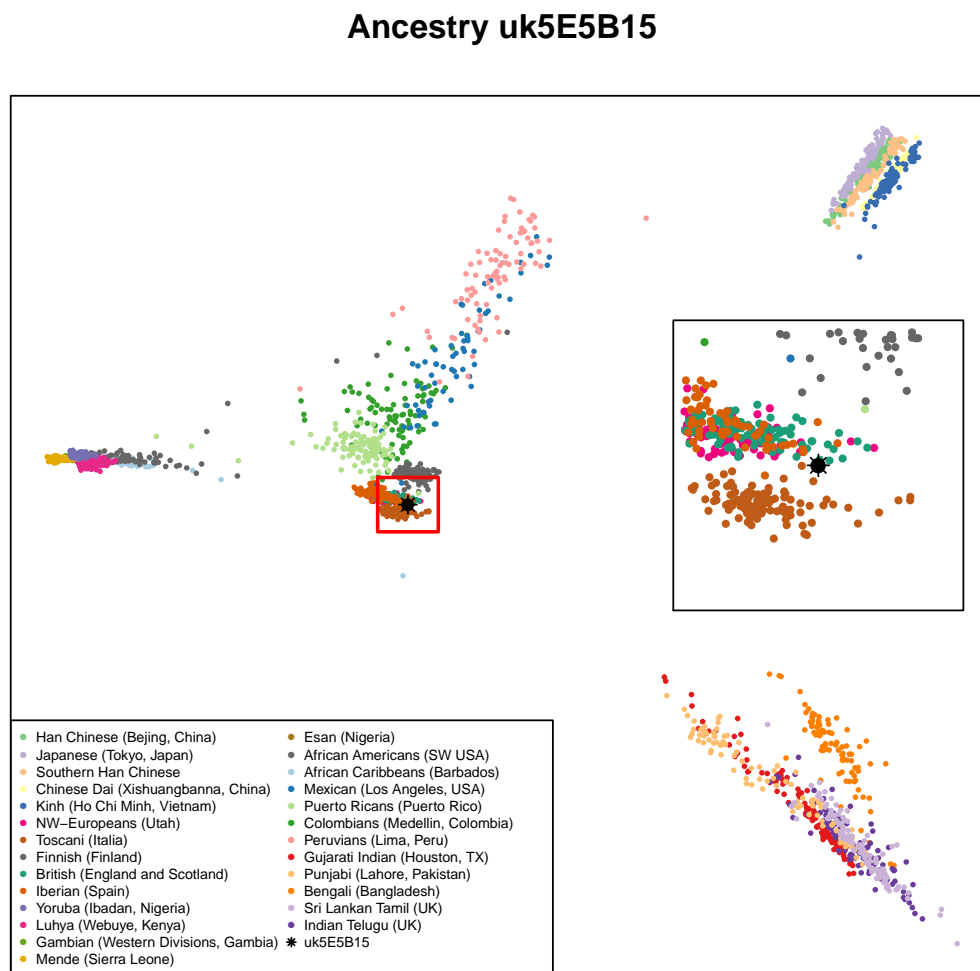 Ancestry uk5E5B15
Han Chinese (Bejing, China)
Japanese (Tokyo, Japan)
Southern Han Chinese
Chinese Dai (Xishuangbanna, China)
Kinh (Ho Chi Minh, Vietnam)
NW−Europeans (Utah)
Toscani (Italia)
Finnish (Finland)
British (England and Scotland)
Iberian (Spain)
Yoruba (Ibadan, Nigeria)
Luhya (Webuye, Kenya)
Gambian (Western Divisions, Gambia)
Mende (Sierra Leone)
Esan (Nigeria)
African Americans (SW USA)
African Caribbeans (Barbados)
Mexican (Los Angeles, USA)
Puerto Ricans (Puerto Rico)
Colombians (Medellin, Colombia)
Peruvians (Lima, Peru)
Gujarati Indian (Houston, TX)
Punjabi (Lahore, Pakistan)
Bengali (Bangladesh)
Sri Lankan Tamil (UK)
Indian Telugu (UK)
uk5E5B15